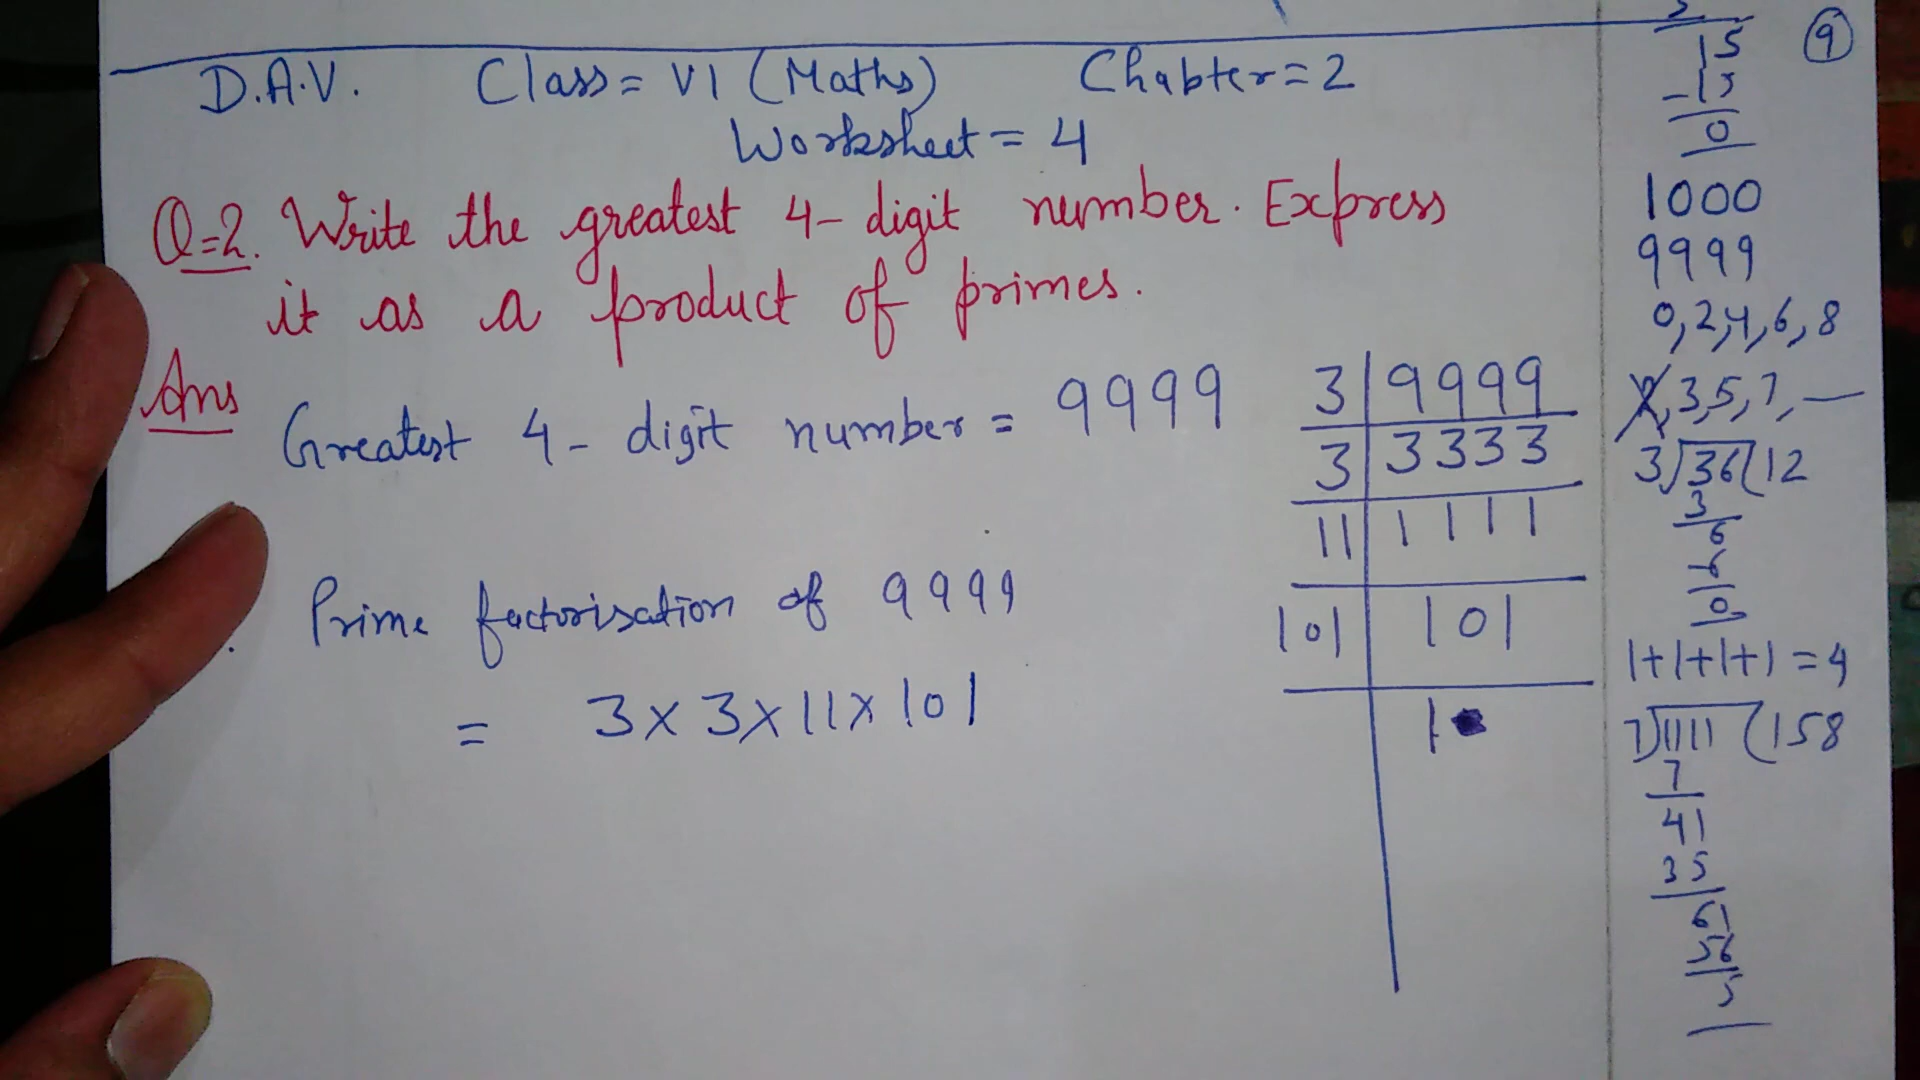 D.A.V. Class = VI (Maths) Chapter = 2
Worksheet = 4
Q=2. Write the greatest 4-digit number. Express
it as a product of primes.
Ans
Greatest 4-digit number = 9999
Prime factorisation of 9999
= 3 x 3 x 11 x 101
3 | 9999
3 | 3333
11 | 1111
101 | 101
1
9
15
-15
0
1000
9999
0,2,4,6,8
3,5,7,—
3)36(12
3
6
6
0
1+1+1+1=4
7)1111(158
7
41
35
61
56
5